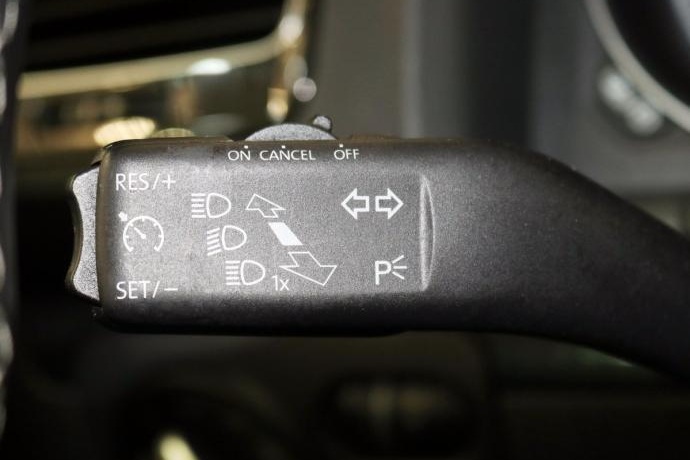 ON CANCEL OFF
RES/+
SET/-
1x
P